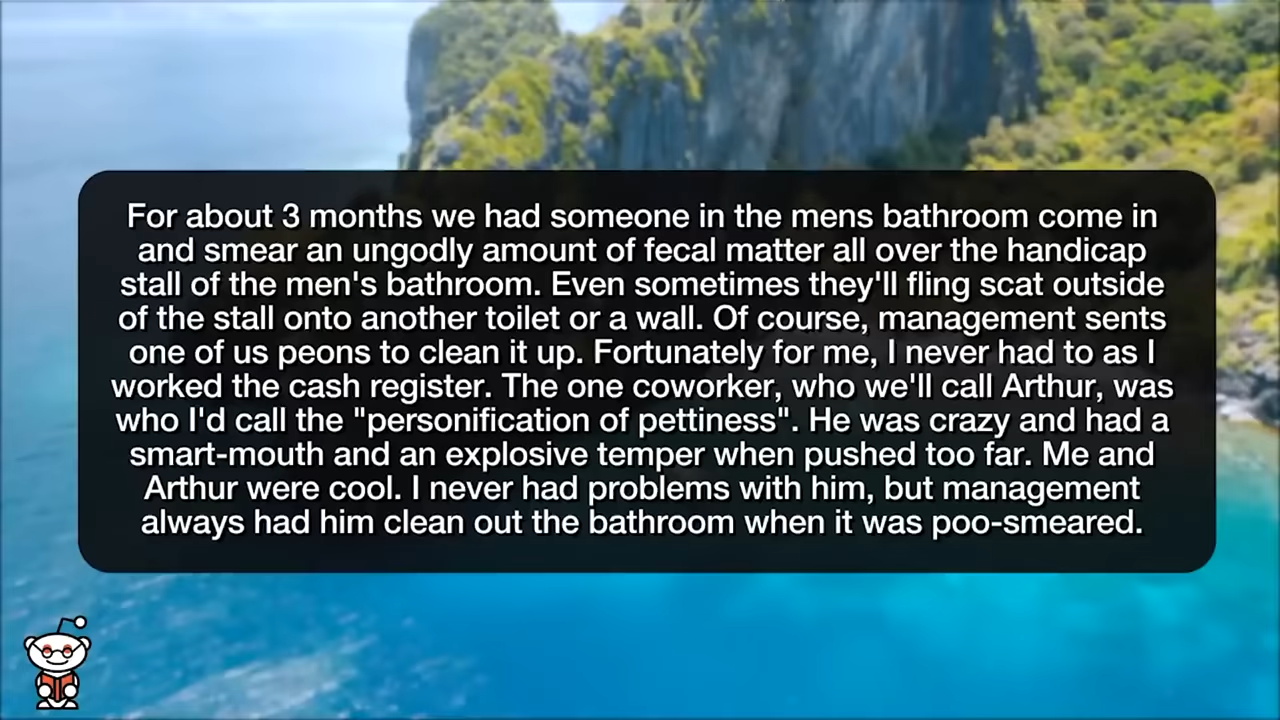 For about 3 months we had someone in the mens bathroom come in
and smear an ungodly amount of fecal matter all over the handicap
stall of the men's bathroom. Even sometimes they'll fling scat outside
of the stall onto another toilet or a wall. Of course, management sents
one of us peons to clean it up. Fortunately for me, I never had to as I
worked the cash register. The one coworker, who we'll call Arthur, was
who I'd call the "personification of pettiness". He was crazy and had a
smart-mouth and an explosive temper when pushed too far. Me and
Arthur were cool. I never had problems with him, but management
always had him clean out the bathroom when it was poo-smeared.